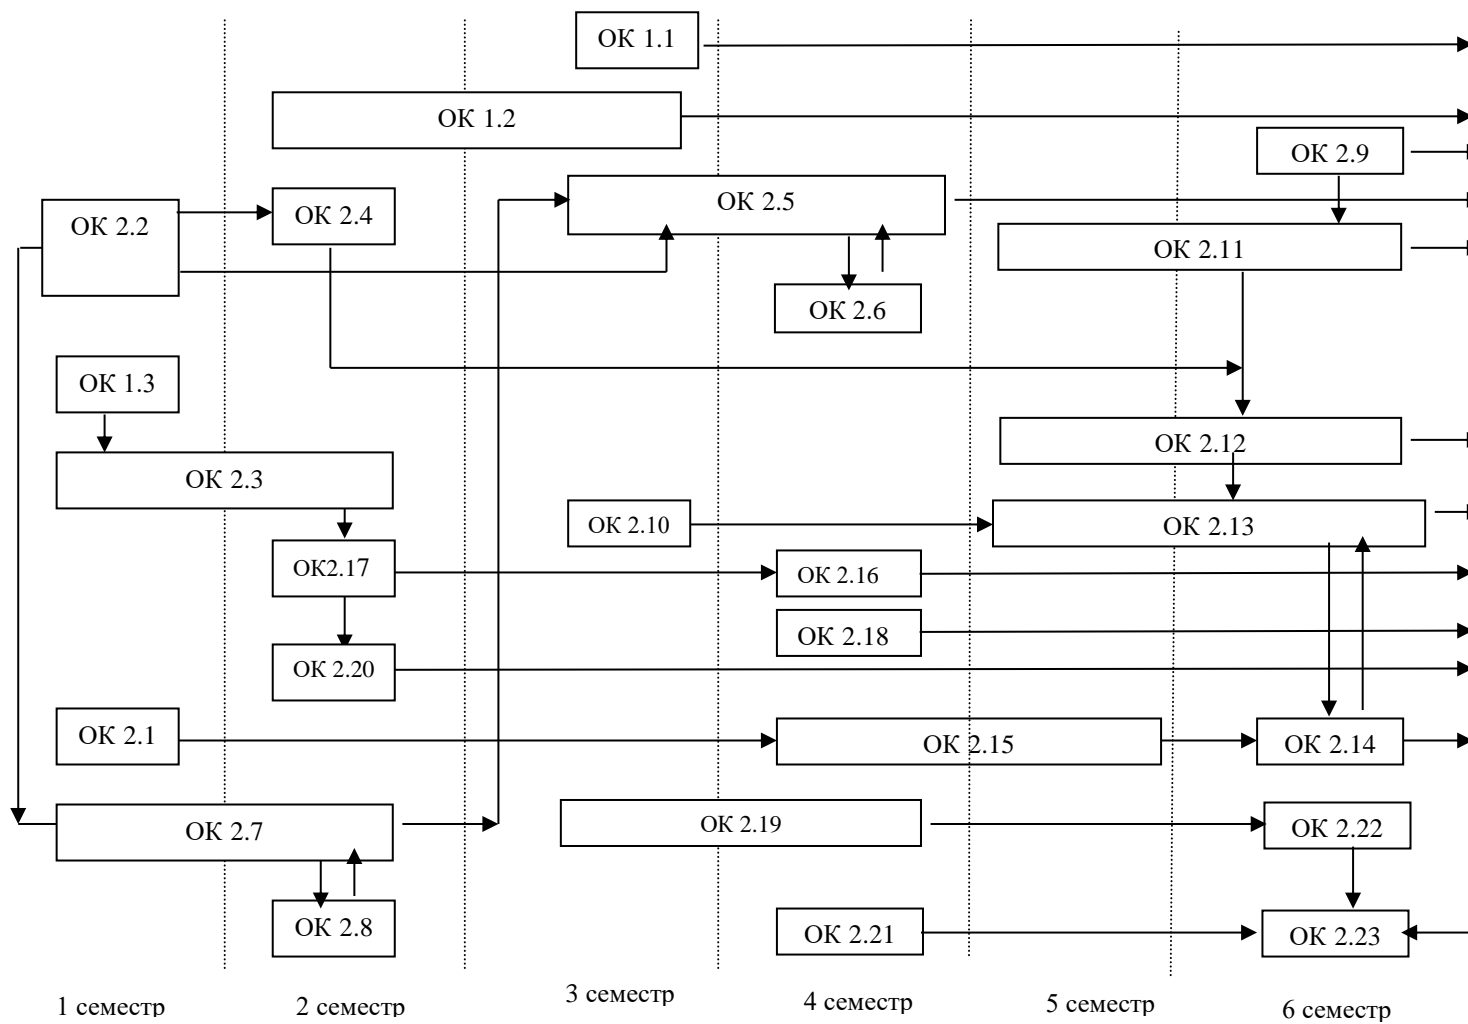 ОК 1.1
ОК 1.2
ОК 2.9
ОК 2.2
ОК 2.4
ОК 2.5
ОК 2.11
ОК 2.6
ОК 1.3
ОК 2.12
ОК 2.3
ОК 2.10
ОК 2.13
ОК2.17
ОК 2.16
ОК 2.18
ОК 2.20
ОК 2.1
ОК 2.15
ОК 2.14
ОК 2.7
ОК 2.19
ОК 2.22
ОК 2.8
ОК 2.21
ОК 2.23
1 семестр
2 семестр
3 семестр
4 семестр
5 семестр
6 семестр